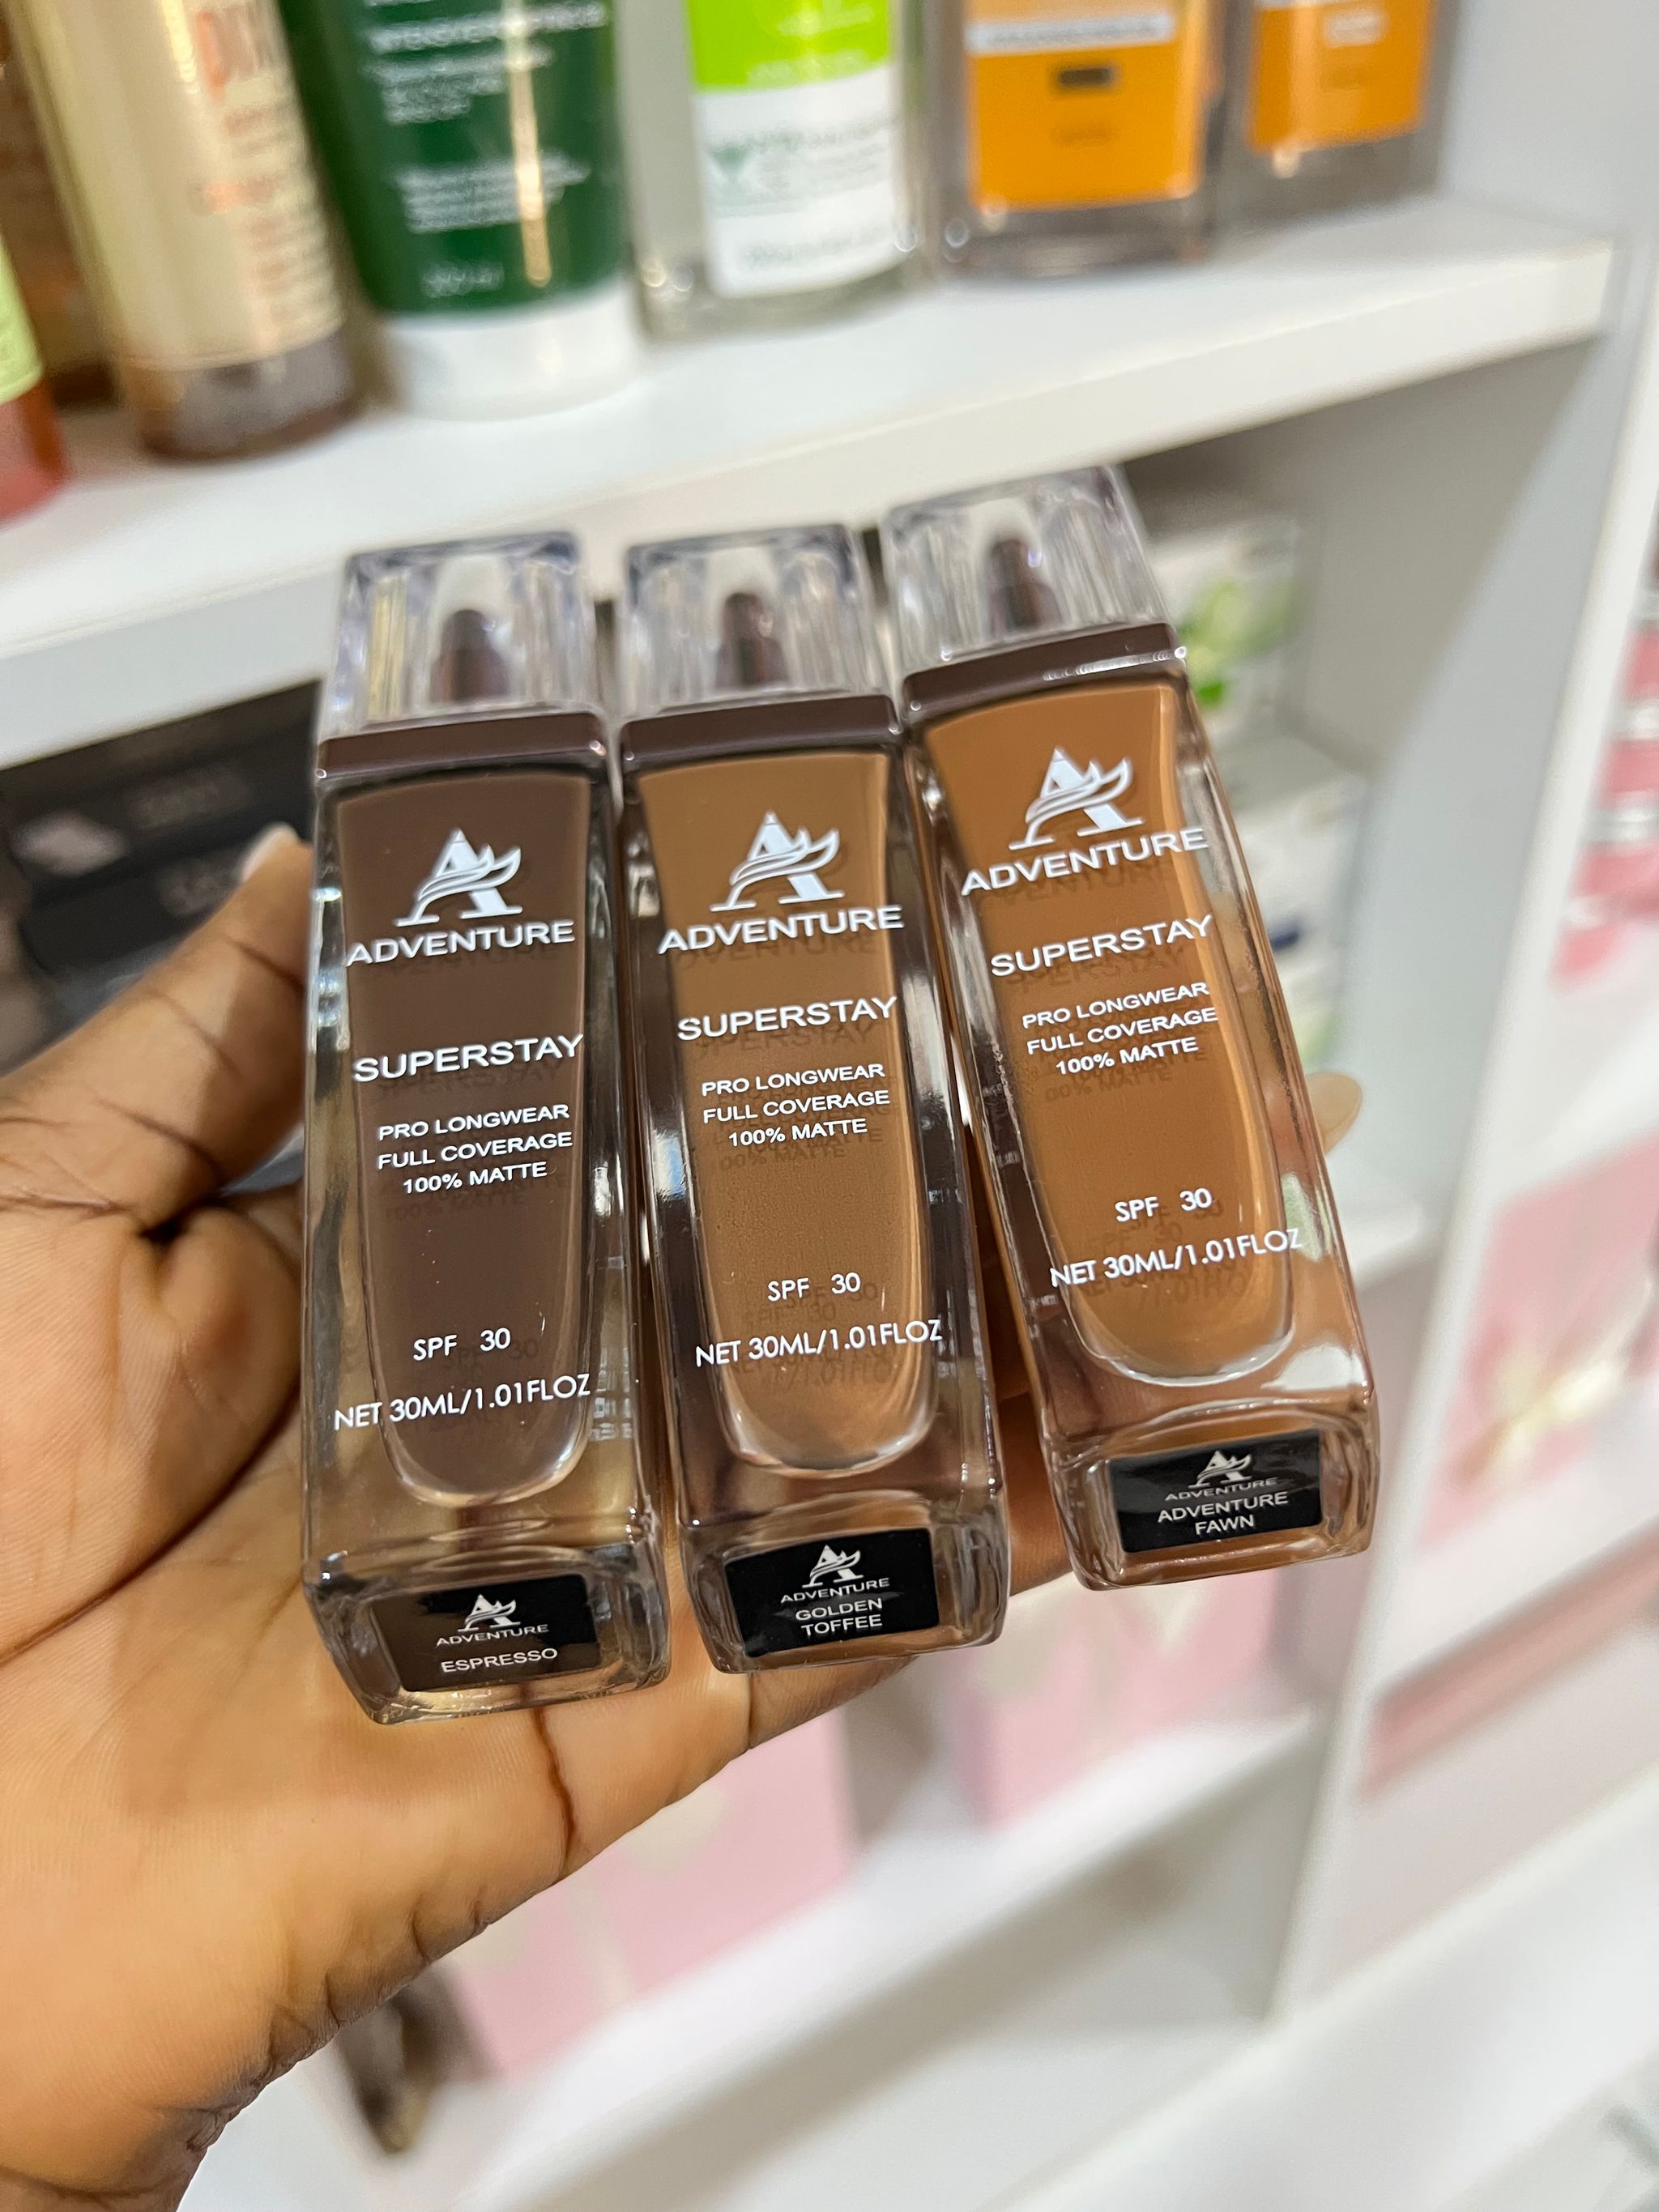 ADVENTURE
SUPERSTAY
PRO LONGWEAR
FULL COVERAGE
100% MATTE
SPF 30
NET 30ML/1.01FLOZ
ADVENTURE
ESPRESSO
ADVENTURE
SUPERSTAY
PRO LONGWEAR
FULL COVERAGE
100% MATTE
SPF 30
NET 30ML/1.01FLOZ
ADVENTURE
GOLDEN
TOFFEE
ADVENTURE
SUPERSTAY
PRO LONGWEAR
FULL COVERAGE
100% MATTE
SPF 30
NET 30ML/1.01FLOZ
ADVENTURE
ADVENTURE
FAWN